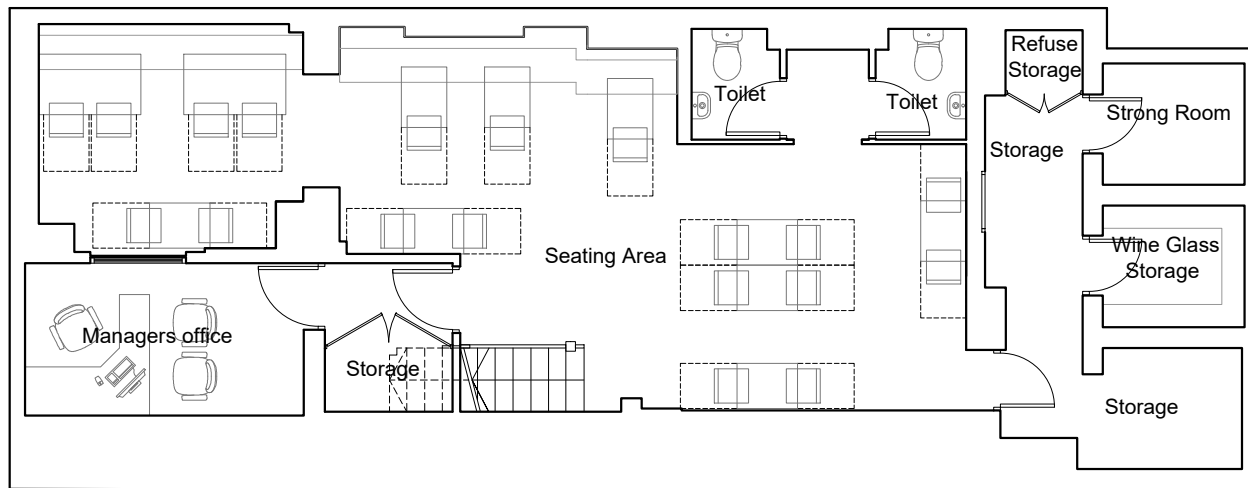 Refuse
Storage
Toilet
Toilet
Strong Room
Storage
Seating Area
Wine Glass
Storage
Managers office
Storage
Storage